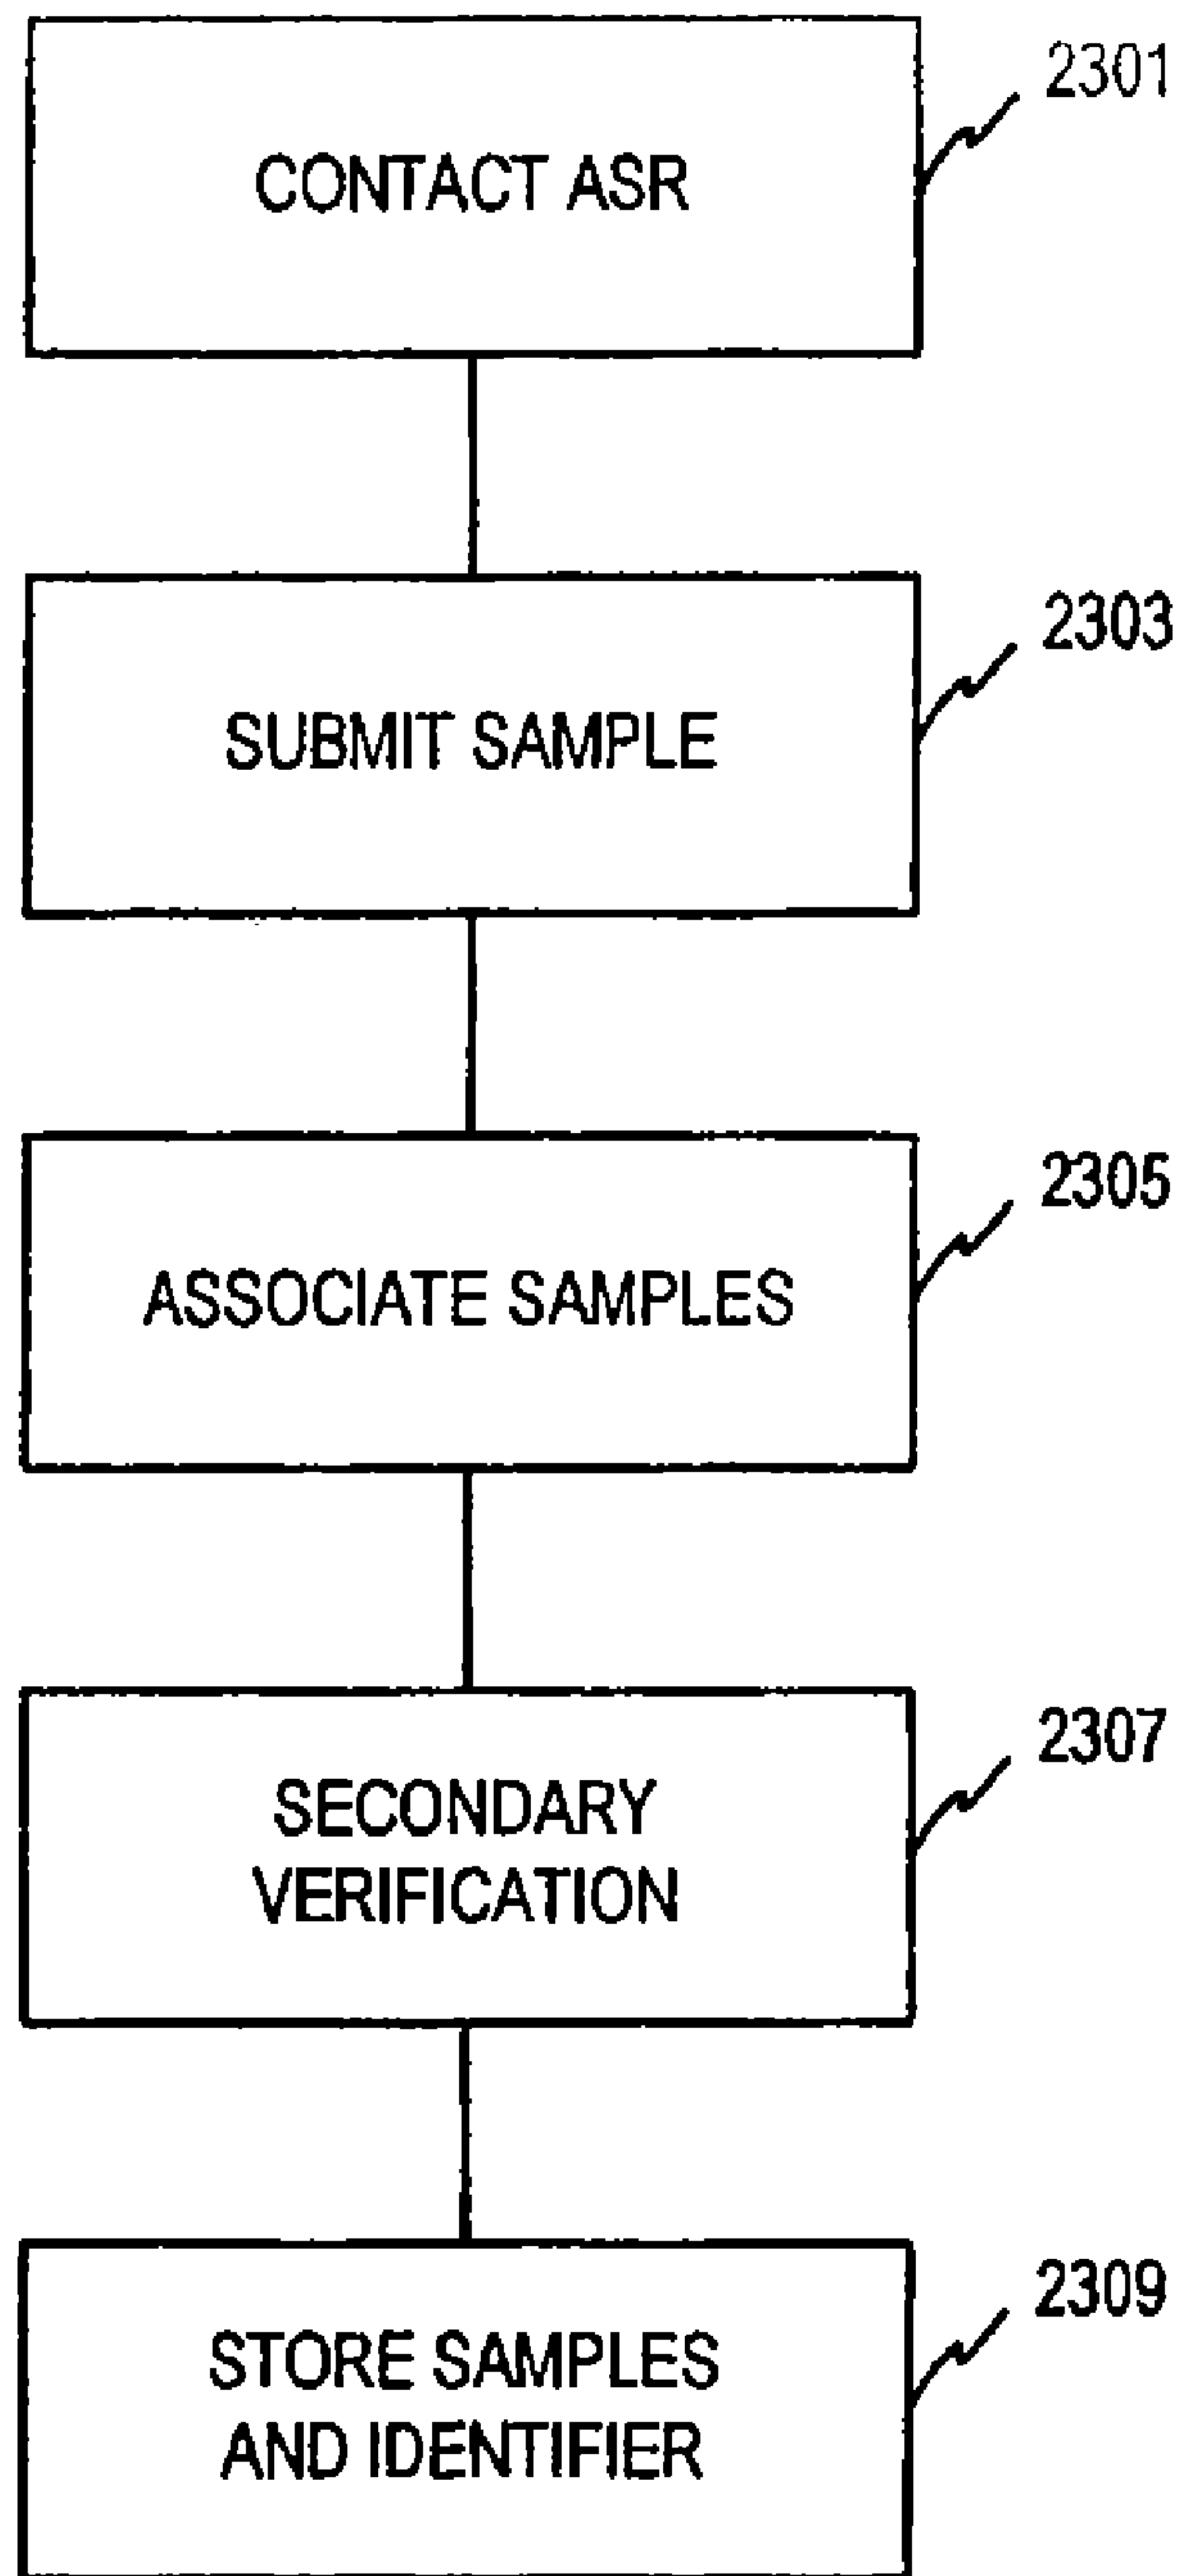 2301
CONTACT ASR
2303
SUBMIT SAMPLE
2305
ASSOCIATE SAMPLES
2307
SECONDARY
VERIFICATION
2309
STORE SAMPLES
AND IDENTIFIER